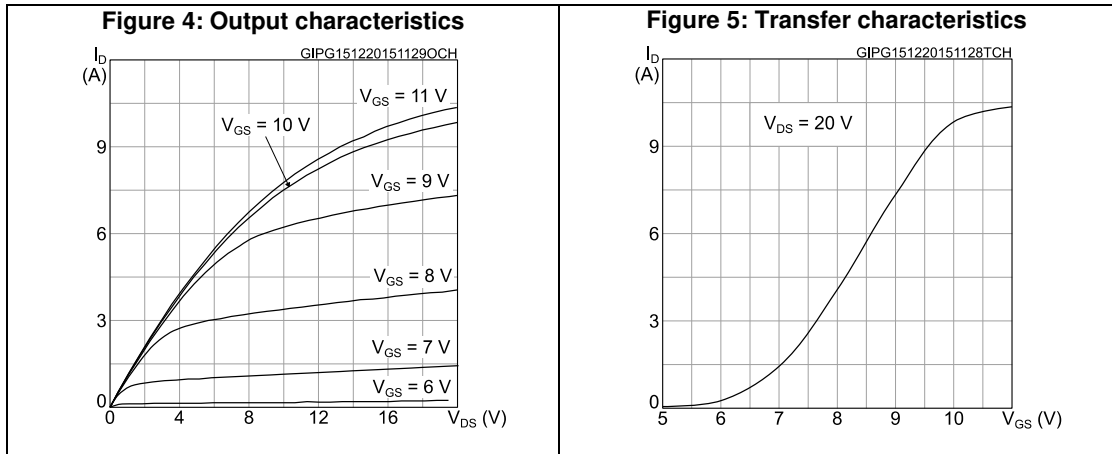 Figure 4: Output characteristics
I_D
(A)
GIPG151220151129OCH
V_GS = 11 V
V_GS = 10 V
9
V_GS = 9 V
6
V_GS = 8 V
3
V_GS = 7 V
V_GS = 6 V
0
0 4 8 12 16 V_DS (V)
Figure 5: Transfer characteristics
I_D
(A)
GIPG151220151128TCH
V_DS = 20 V
9
6
3
0
5 6 7 8 9 10 V_GS (V)